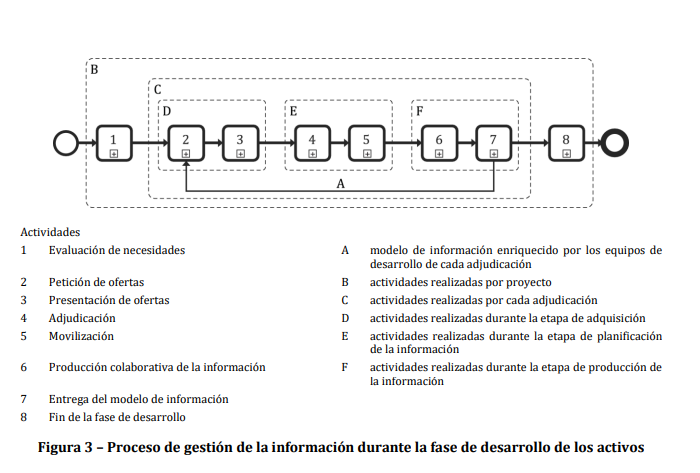 B
C
D
E
F
1
2
3
4
5
6
7
8
A
Actividades
1 Evaluación de necesidades
A modelo de información enriquecido por los equipos de
desarrollo de cada adjudicación
2 Petición de ofertas
B actividades realizadas por proyecto
3 Presentación de ofertas
C actividades realizadas por cada adjudicación
4 Adjudicación
D actividades realizadas durante la etapa de adquisición
5 Movilización
E actividades realizadas durante la etapa de planificación
de la información
6 Producción colaborativa de la información
F actividades realizadas durante la etapa de producción de
la información
7 Entrega del modelo de información
8 Fin de la fase de desarrollo
Figura 3 – Proceso de gestión de la información durante la fase de desarrollo de los activos